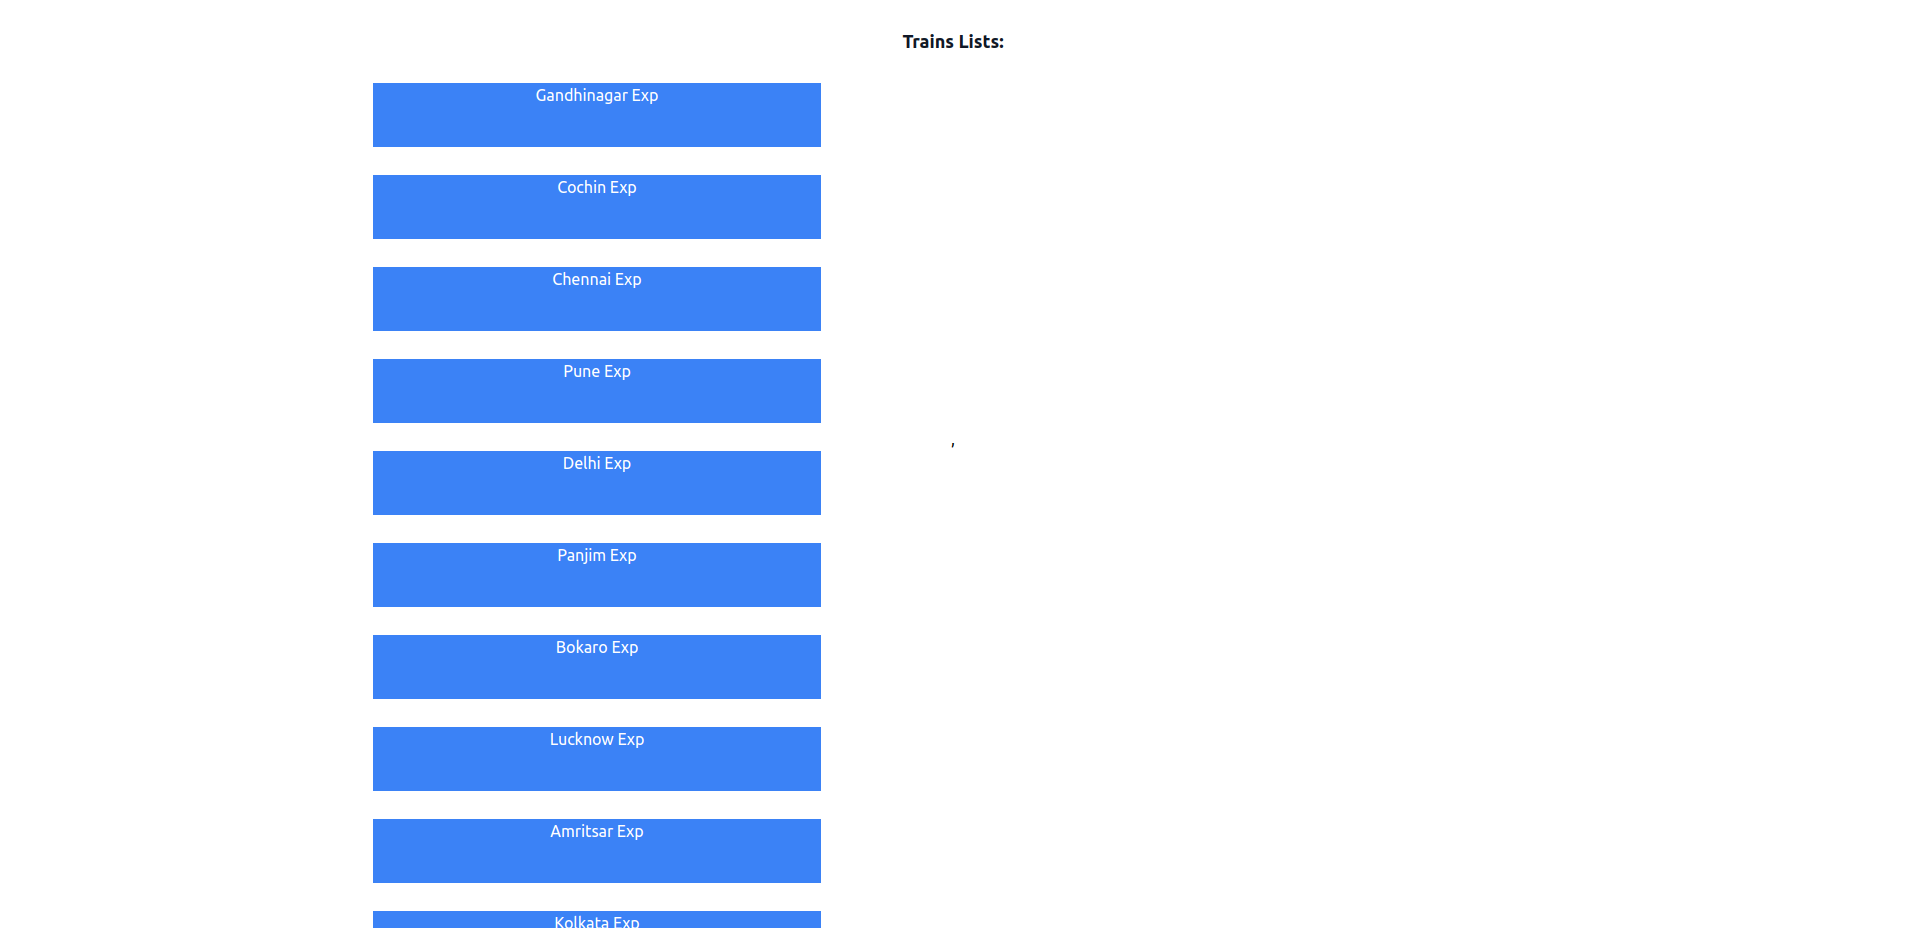 Trains Lists:
Gandhinagar Exp
Cochin Exp
Chennai Exp
Pune Exp
,
Delhi Exp
Panjim Exp
Bokaro Exp
Lucknow Exp
Amritsar Exp
Kolkata Exp